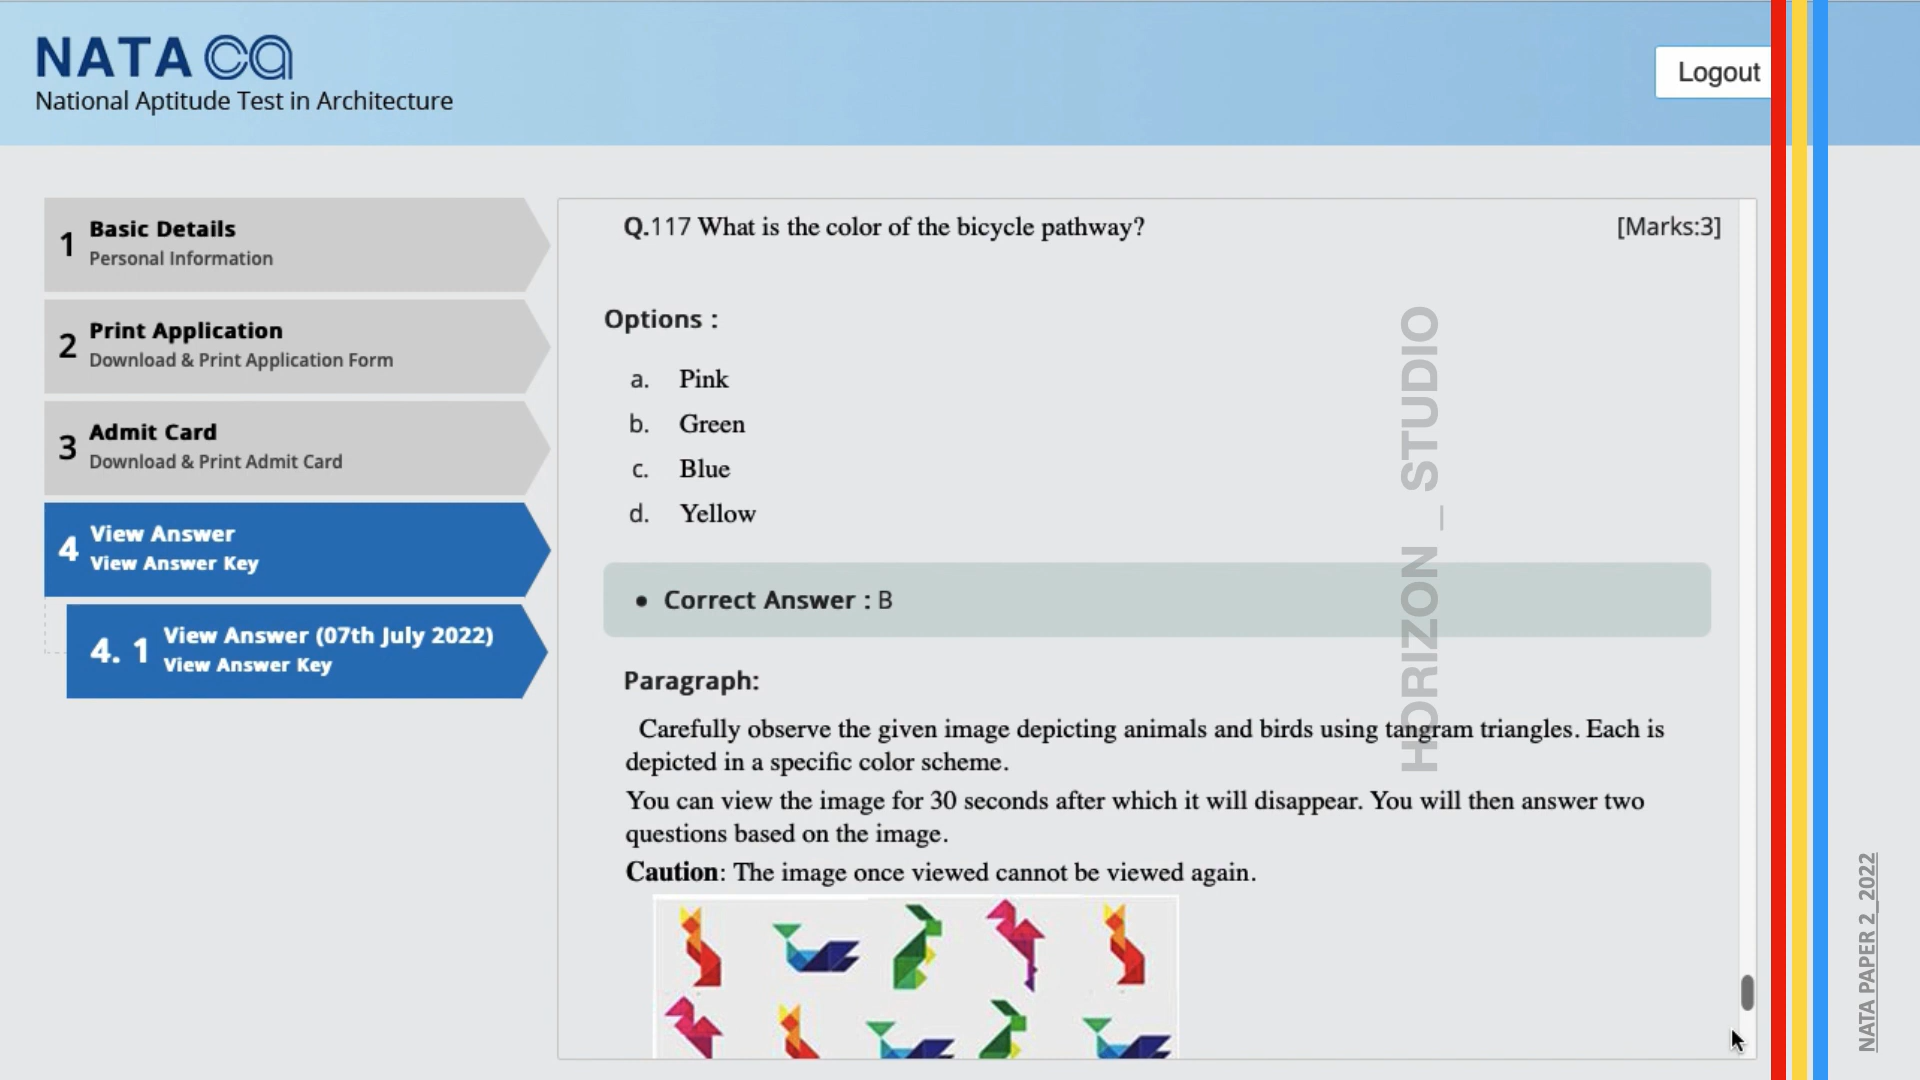 NATA ca
National Aptitude Test in Architecture
Logout
1 Basic Details
Personal Information
2 Print Application
Download & Print Application Form
3 Admit Card
Download & Print Admit Card
4 View Answer
View Answer Key
4. 1 View Answer (07th July 2022)
View Answer Key
Q.117 What is the color of the bicycle pathway? [Marks:3]
Options :
a. Pink
b. Green
c. Blue
d. Yellow
• Correct Answer : B
Paragraph:
Carefully observe the given image depicting animals and birds using tangram triangles. Each is
depicted in a specific color scheme.
You can view the image for 30 seconds after which it will disappear. You will then answer two
questions based on the image.
Caution: The image once viewed cannot be viewed again.
HORIZON _ STUDIO
NATA PAPER 2_2022